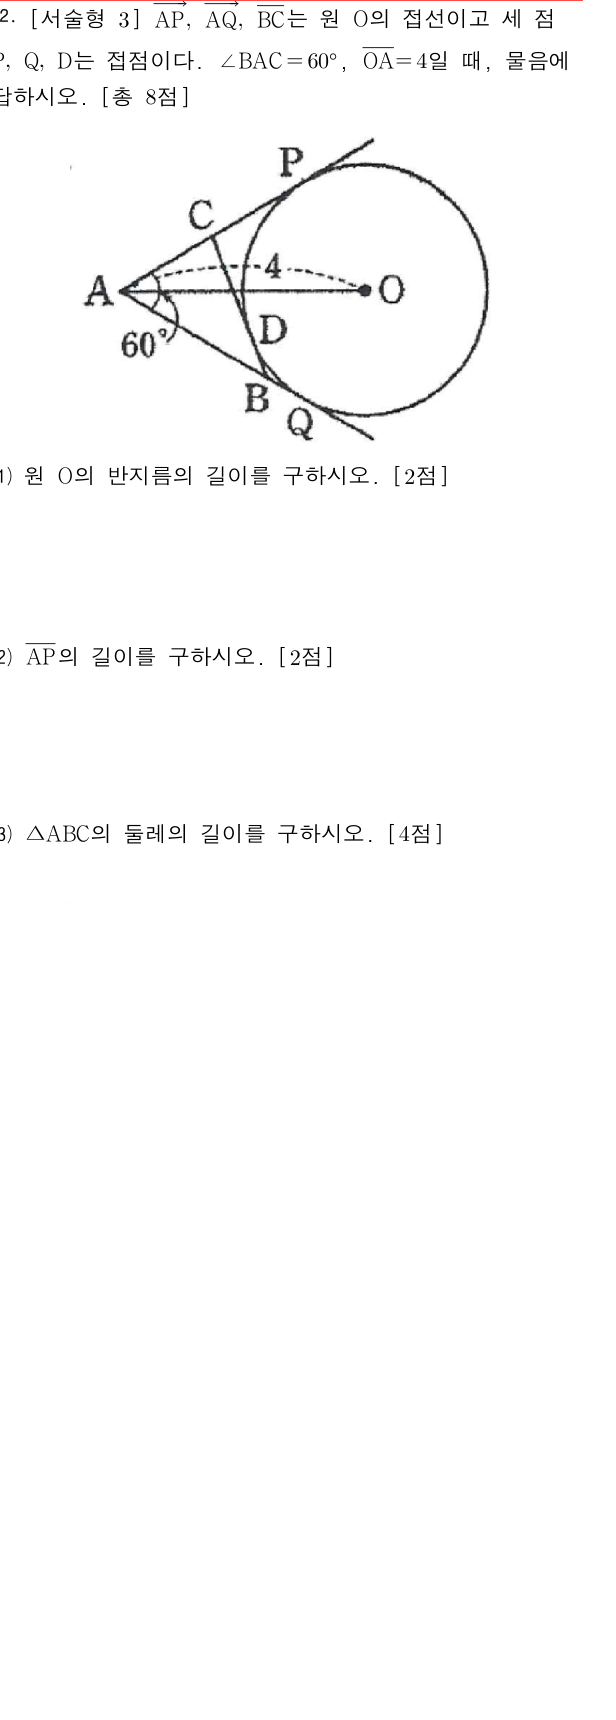 2. [서술형 3] AP, AQ, BC는 원 O의 접선이고 세 점
P, Q, D는 접점이다. ∠BAC=60°, OA=4일 때, 물음에
답하시오. [총 8점]
P
C
4
A
O
60°
D
B
Q
1) 원 O의 반지름의 길이를 구하시오. [2점]
2) AP의 길이를 구하시오. [2점]
3) △ABC의 둘레의 길이를 구하시오. [4점]